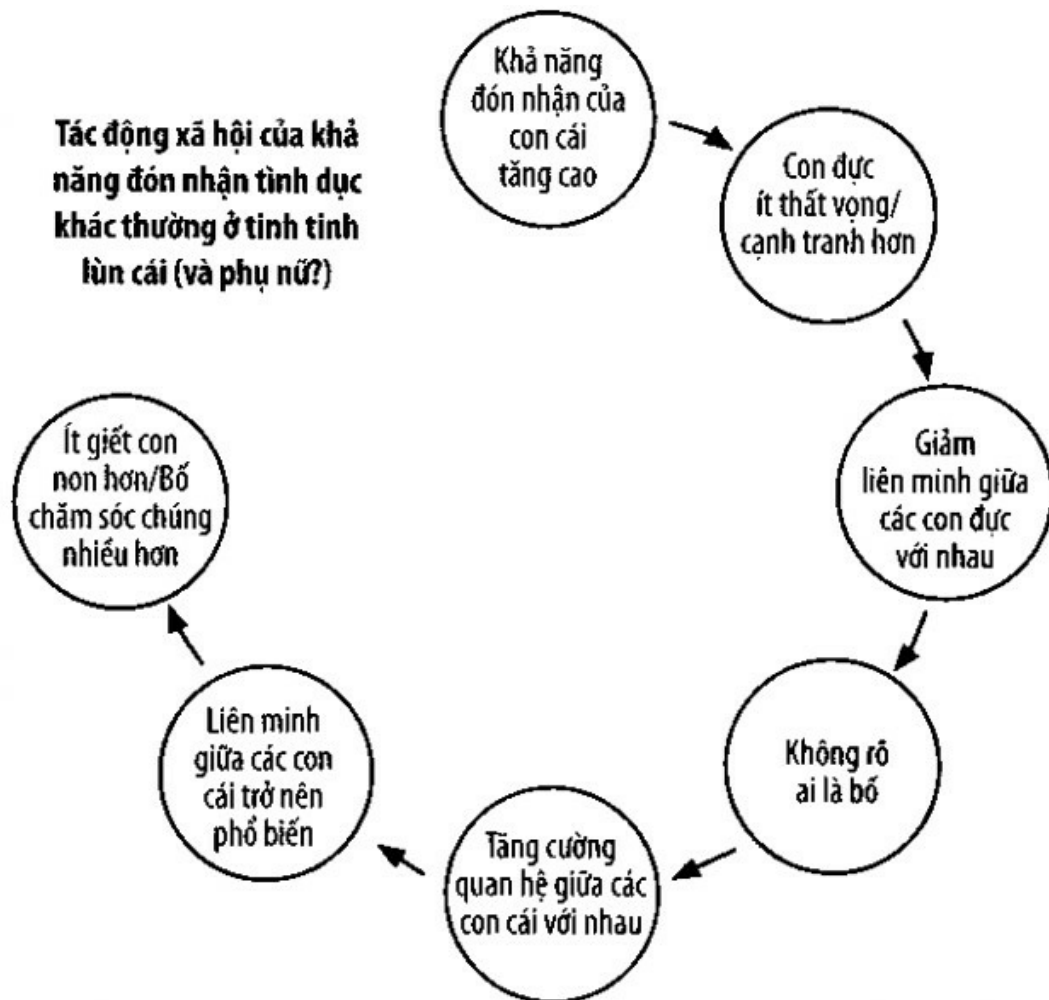 Tác động xã hội của khả
năng đón nhận tình dục
khác thường ở tinh tinh
lùn cái (và phụ nữ?)
Khả năng
đón nhận của
con cái
tăng cao
Con đực
ít thất vọng/
cạnh tranh hơn
Giảm
liên minh giữa
các con đực
với nhau
Không rõ
ai là bố
Tăng cường
quan hệ giữa các
con cái với nhau
Liên minh
giữa các con
cái trở nên
phổ biến
Ít giết con
non hơn/Bố
chăm sóc chúng
nhiều hơn